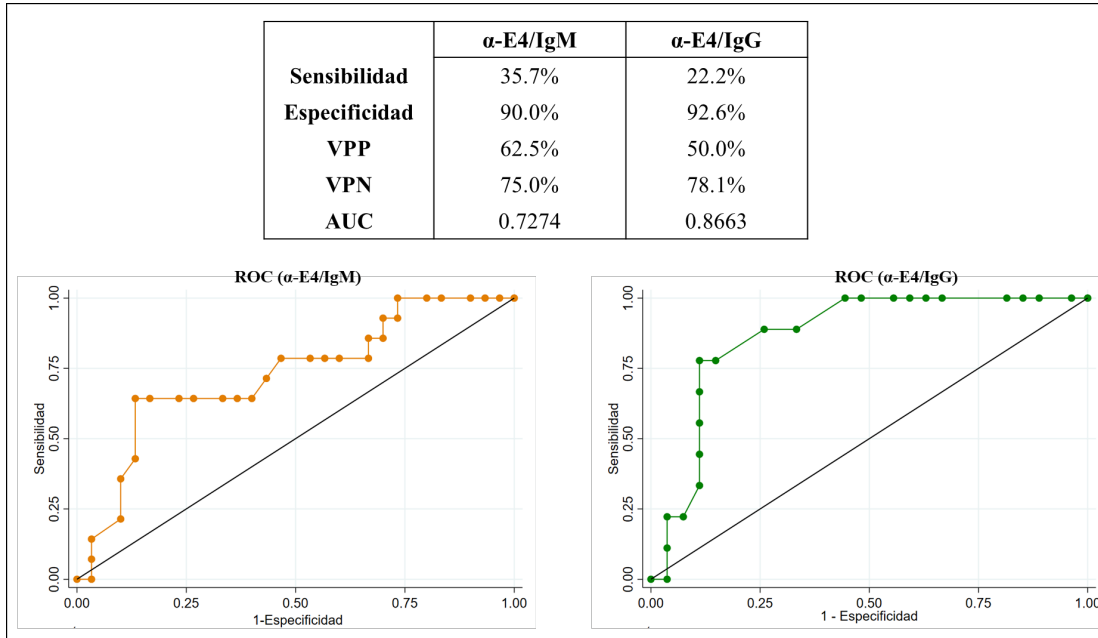 α-E4/IgM α-E4/IgG
Sensibilidad 35.7% 22.2%
Especificidad 90.0% 92.6%
VPP 62.5% 50.0%
VPN 75.0% 78.1%
AUC 0.7274 0.8663
ROC (α-E4/IgM)
1.00
0.75
0.50
0.25
0.00
Sensibilidad
0.00 0.25 0.50 0.75 1.00
1-Especificidad
ROC (α-E4/IgG)
1.00
0.75
0.50
0.25
0.00
Sensibilidad
0.00 0.25 0.50 0.75 1.00
1 - Especificidad